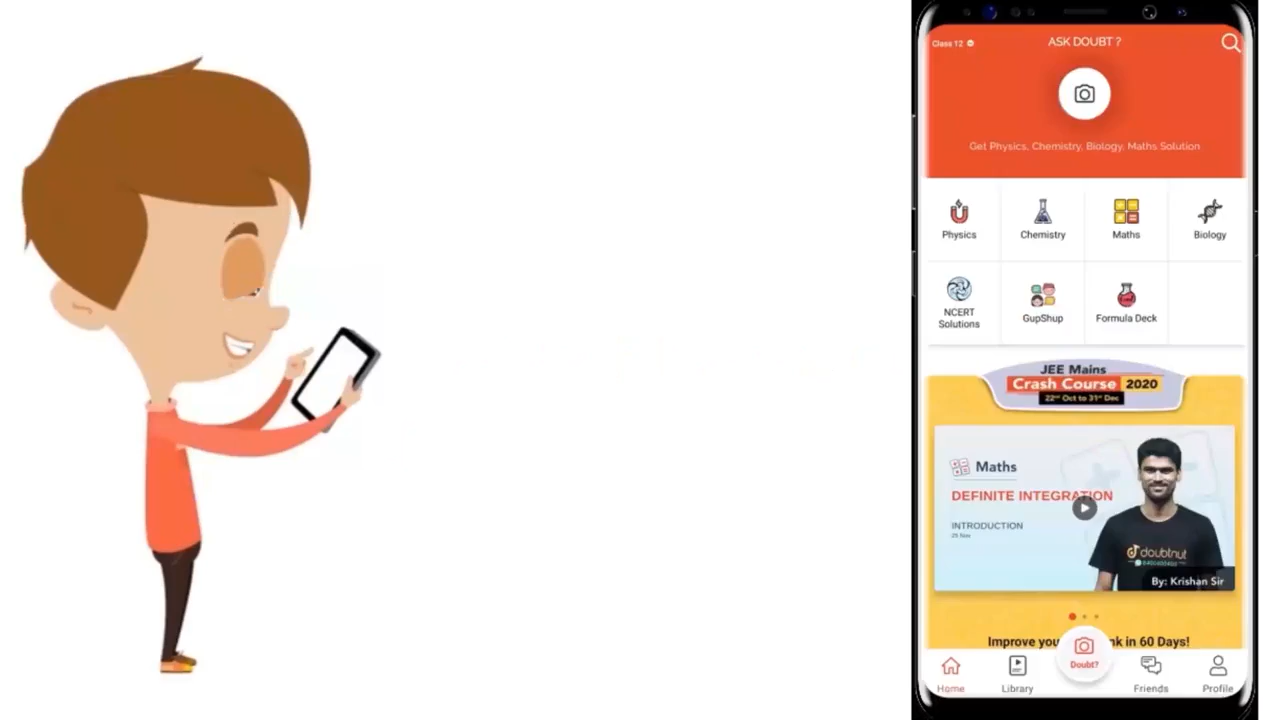 Class 12
ASK DOUBT ?
Get Physics, Chemistry, Biology, Maths Solution
Physics
Chemistry
Maths
Biology
NCERT
Solutions
GupShup
Formula Deck
JEE Mains
Crash Course 2020
22nd Oct to 31st Dec
Maths
DEFINITE INTEGRATION
INTRODUCTION
25 Nov
doubtnut
By: Krishan Sir
Improve you nk in 60 Days!
Doubt?
Home
Library
Friends
Profile